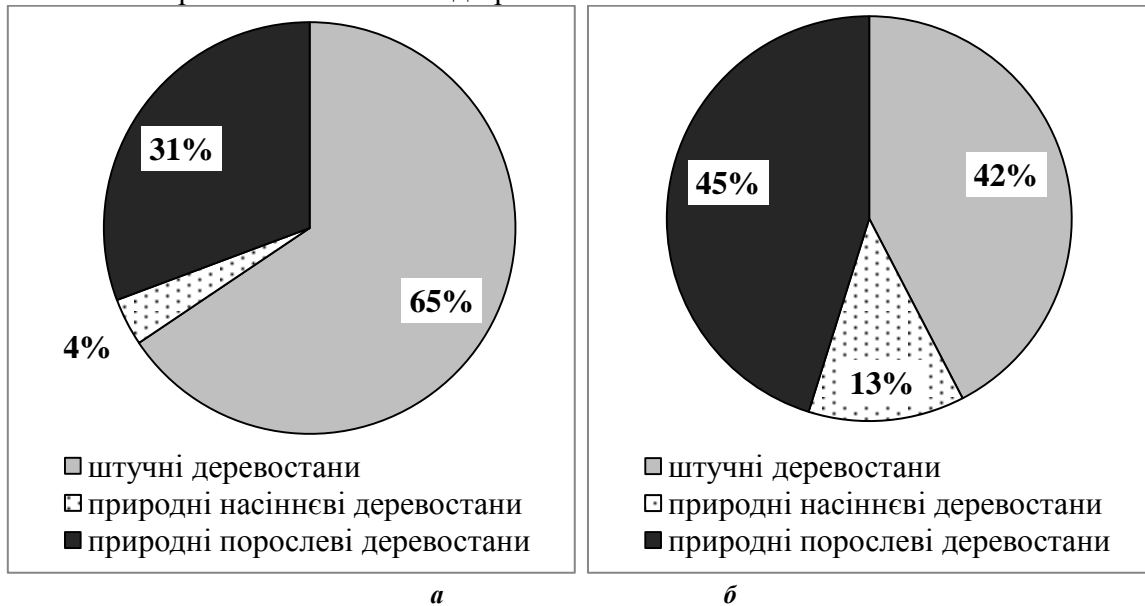 31%
65%
4%
штучні деревостани
природні насіннєві деревостани
природні порослеві деревостани
45%
42%
13%
штучні деревостани
природні насіннєві деревостани
природні порослеві деревостани
а б